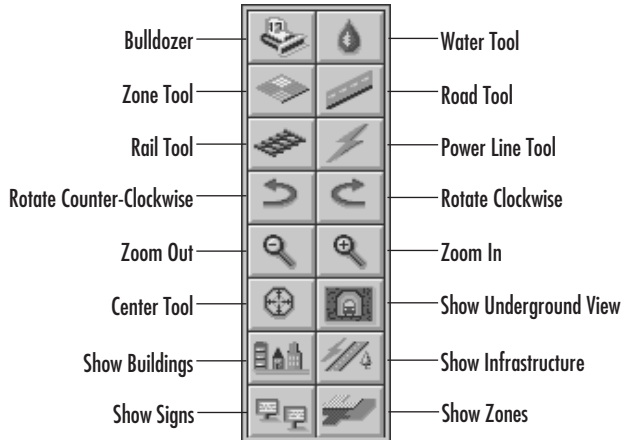 Bulldozer
Water Tool
Zone Tool
Road Tool
Rail Tool
Power Line Tool
Rotate Counter-Clockwise
Rotate Clockwise
Zoom Out
Zoom In
Center Tool
Show Underground View
Show Buildings
Show Infrastructure
Show Signs
Show Zones